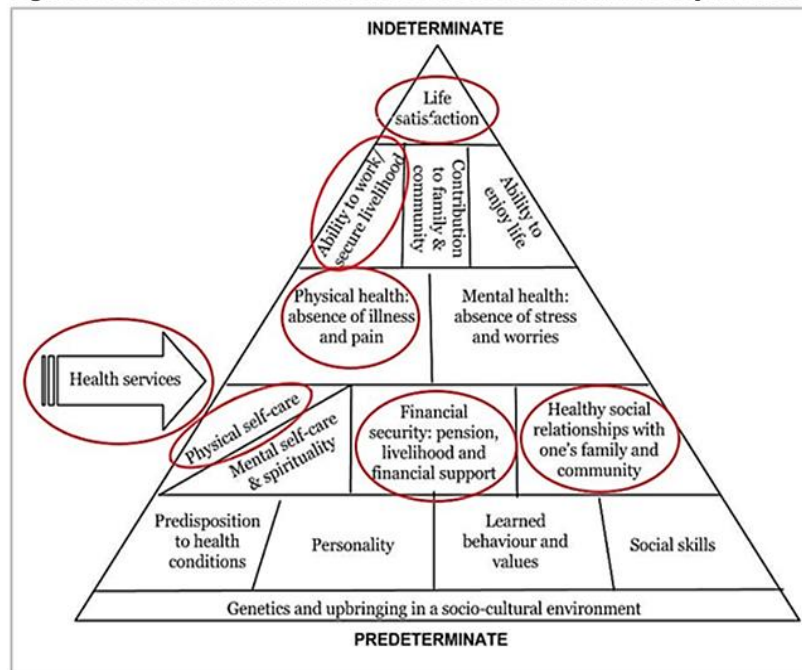 INDETERMINATE
Life
satisfaction
Ability to work/
secure livelihood
Contribution
to family &
community
Ability to
enjoy life
Physical health:
absence of illness
and pain
Mental health:
absence of stress
and worries
Health services
Physical self-care
Mental self-care
& spirituality
Financial
security: pension,
livelihood and
financial support
Healthy social
relationships with
one's family and
community
Predisposition
to health
conditions
Personality
Learned
behaviour and
values
Social skills
Genetics and upbringing in a socio-cultural environment
PREDETERMINATE